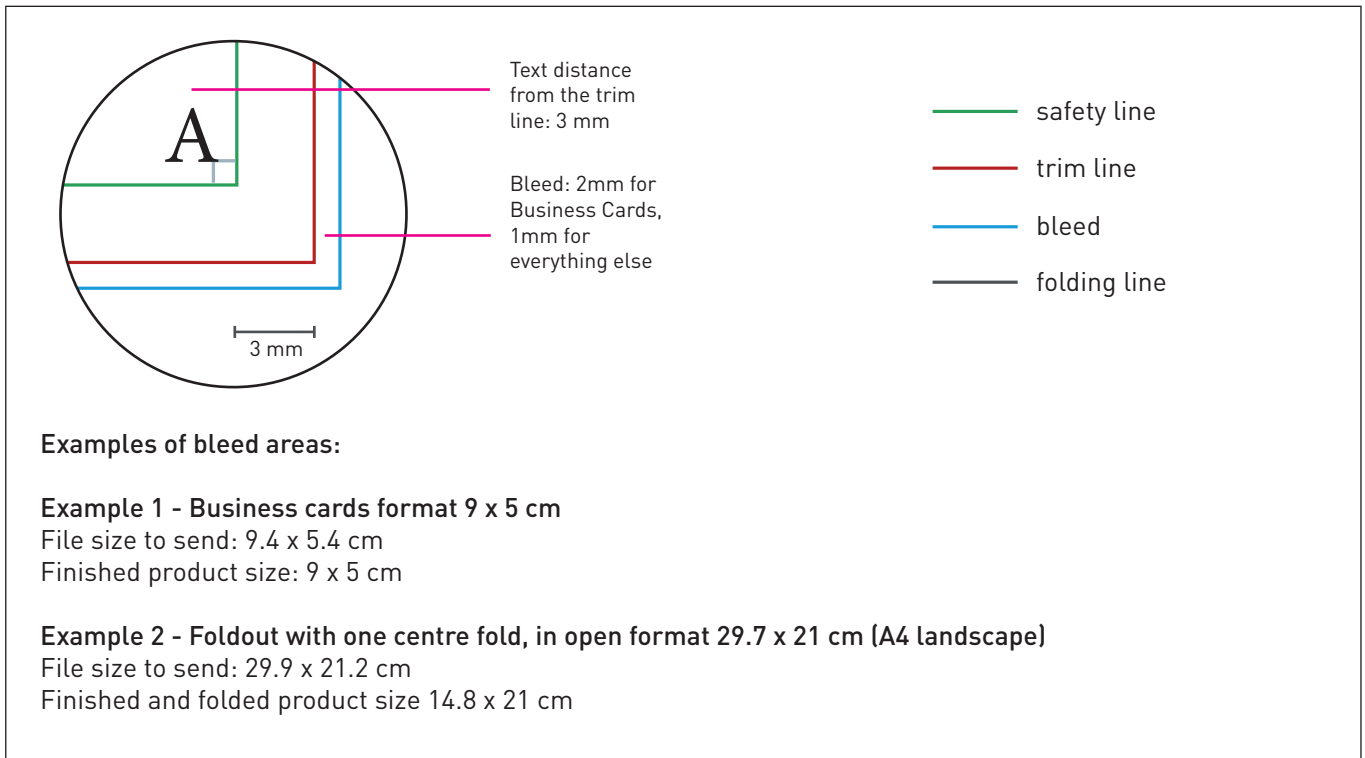 Text distance
from the trim
line: 3 mm
A
Bleed: 2mm for
Business Cards,
1mm for
everything else
3 mm
safety line
trim line
bleed
folding line
Examples of bleed areas:
Example 1 - Business cards format 9 x 5 cm
File size to send: 9.4 x 5.4 cm
Finished product size: 9 x 5 cm
Example 2 - Foldout with one centre fold, in open format 29.7 x 21 cm (A4 landscape)
File size to send: 29.9 x 21.2 cm
Finished and folded product size 14.8 x 21 cm